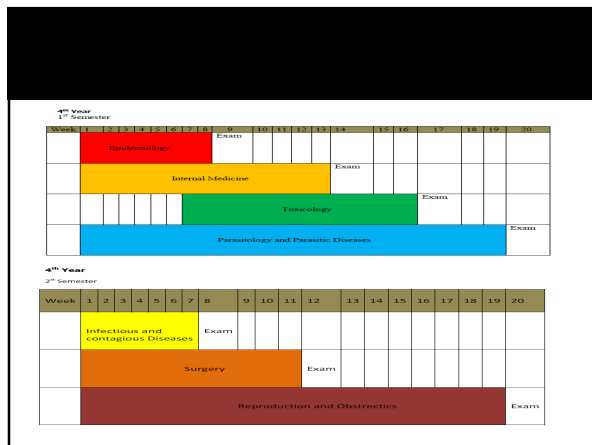 4th Year
1st Semester
Week 1 2 3 4 5 6 7 8 9 10 11 12 13 14 15 16 17 18 19 20
Epidemiology Exam
Internal Medicine Exam
Toxicology Exam
Parasitology and Parasitic Diseases Exam
4th Year
2st Semester
Week 1 2 3 4 5 6 7 8 9 10 11 12 13 14 15 16 17 18 19 20
Infectious and
contagious Diseases Exam
Surgery Exam
Reproduction and Obstrectics Exam